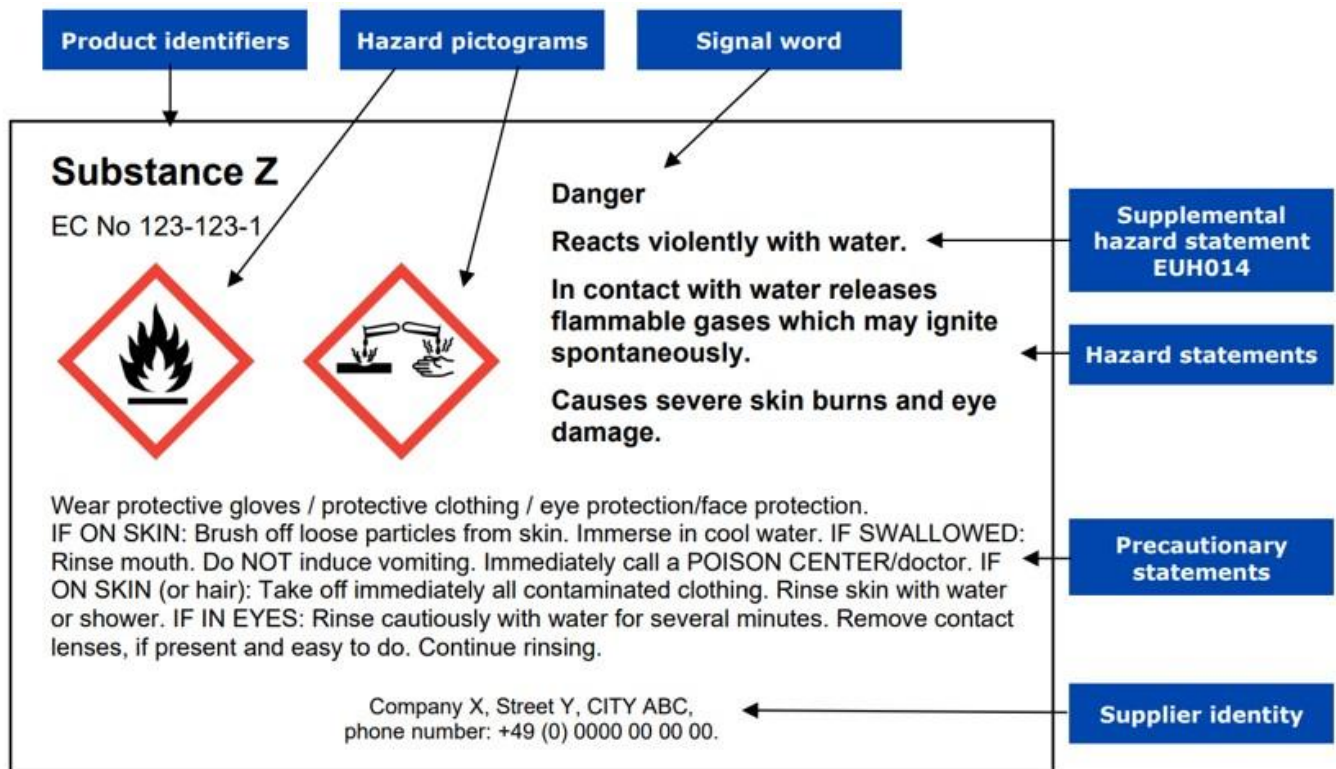 Product identifiers
Hazard pictograms
Signal word
Substance Z
EC No 123-123-1
Danger
Reacts violently with water.
In contact with water releases
flammable gases which may ignite
spontaneously.
Causes severe skin burns and eye
damage.
Supplemental
hazard statement
EUH014
Hazard statements
Wear protective gloves / protective clothing / eye protection/face protection.
IF ON SKIN: Brush off loose particles from skin. Immerse in cool water. IF SWALLOWED:
Rinse mouth. Do NOT induce vomiting. Immediately call a POISON CENTER/doctor. IF
ON SKIN (or hair): Take off immediately all contaminated clothing. Rinse skin with water
or shower. IF IN EYES: Rinse cautiously with water for several minutes. Remove contact
lenses, if present and easy to do. Continue rinsing.
Precautionary
statements
Company X, Street Y, CITY ABC,
phone number: +49 (0) 0000 00 00 00.
Supplier identity